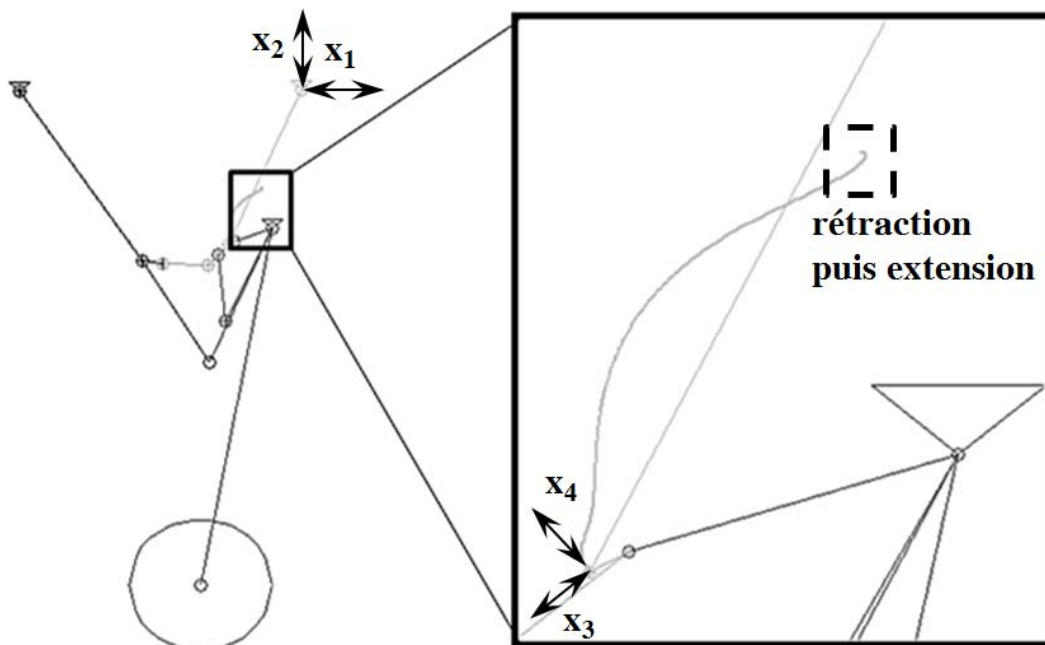 x₂
x₁
rétraction
puis extension
x₄
x₃